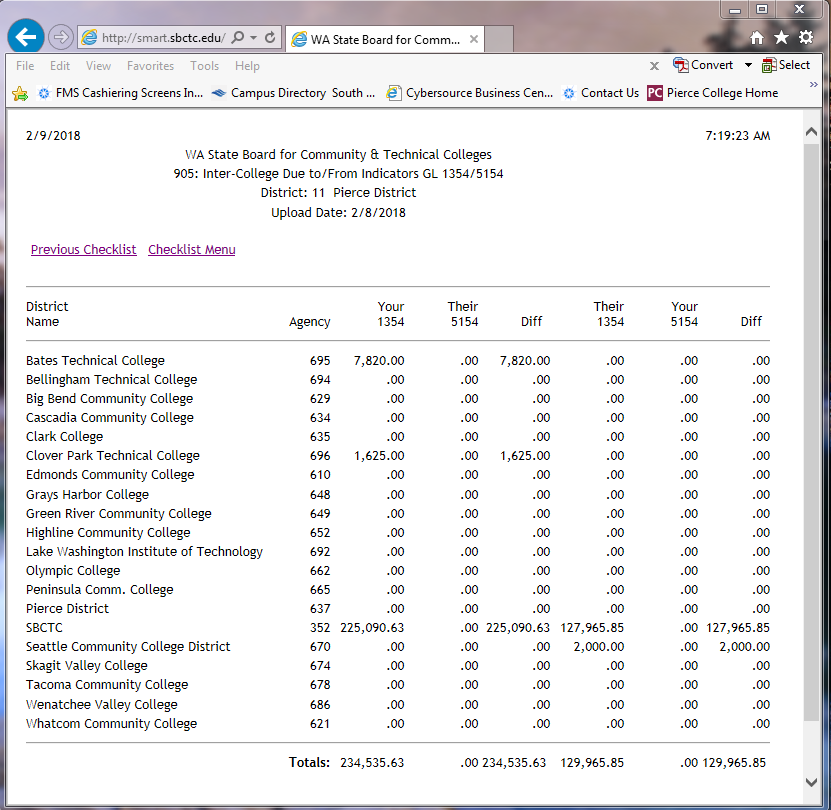 http://smart.sbctc.edu/
WA State Board for Comm...
File Edit View Favorites Tools Help
x Convert Select
FMS Cashiering Screens In... Campus Directory South ... Cybersource Business Cen... Contact Us PC Pierce College Home »
2/9/2018 7:19:23 AM
WA State Board for Community & Technical Colleges
905: Inter-College Due to/From Indicators GL 1354/5154
District: 11 Pierce District
Upload Date: 2/8/2018
Previous Checklist Checklist Menu
District Your Their Their Your
Name Agency 1354 5154 Diff 1354 5154 Diff
Bates Technical College 695 7,820.00 .00 7,820.00 .00 .00 .00
Bellingham Technical College 694 .00 .00 .00 .00 .00 .00
Big Bend Community College 629 .00 .00 .00 .00 .00 .00
Cascadia Community College 634 .00 .00 .00 .00 .00 .00
Clark College 635 .00 .00 .00 .00 .00 .00
Clover Park Technical College 696 1,625.00 .00 1,625.00 .00 .00 .00
Edmonds Community College 610 .00 .00 .00 .00 .00 .00
Grays Harbor College 648 .00 .00 .00 .00 .00 .00
Green River Community College 649 .00 .00 .00 .00 .00 .00
Highline Community College 652 .00 .00 .00 .00 .00 .00
Lake Washington Institute of Technology 692 .00 .00 .00 .00 .00 .00
Olympic College 662 .00 .00 .00 .00 .00 .00
Peninsula Comm. College 665 .00 .00 .00 .00 .00 .00
Pierce District 637 .00 .00 .00 .00 .00 .00
SBCTC 352 225,090.63 .00 225,090.63 127,965.85 .00 127,965.85
Seattle Community College District 670 .00 .00 .00 2,000.00 .00 2,000.00
Skagit Valley College 674 .00 .00 .00 .00 .00 .00
Tacoma Community College 678 .00 .00 .00 .00 .00 .00
Wenatchee Valley College 686 .00 .00 .00 .00 .00 .00
Whatcom Community College 621 .00 .00 .00 .00 .00 .00
Totals: 234,535.63 .00 234,535.63 129,965.85 .00 129,965.85